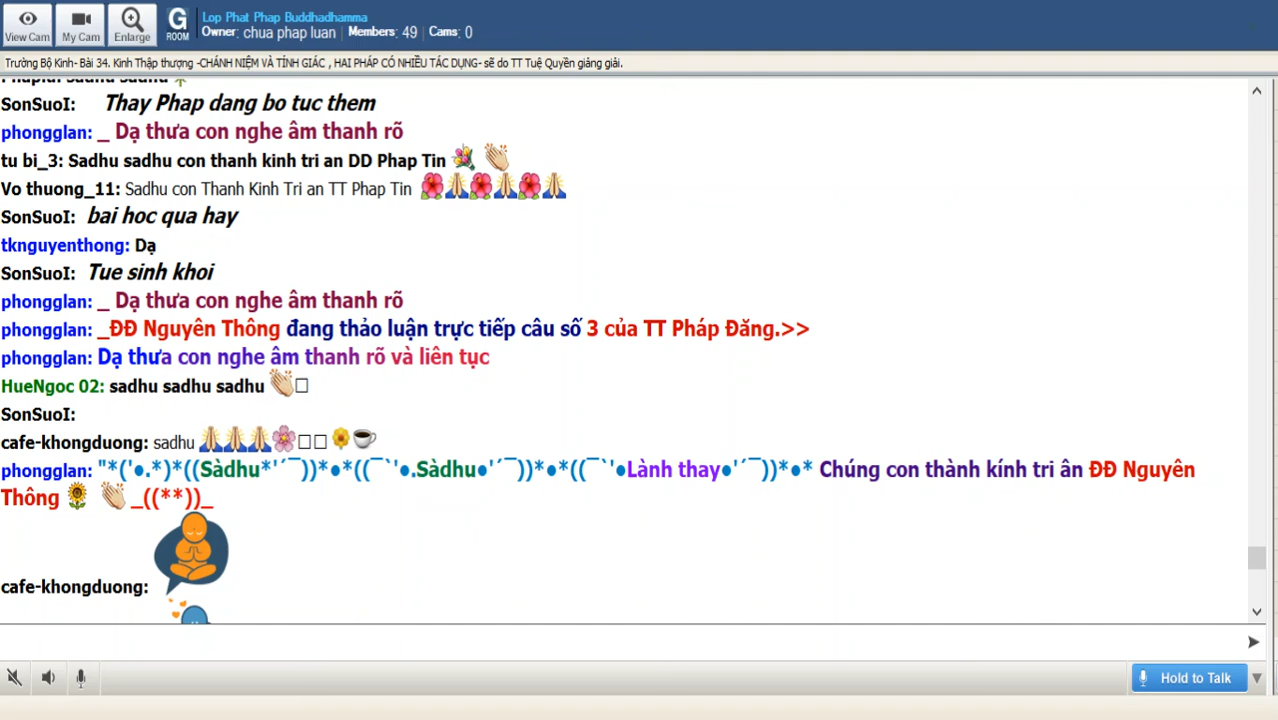 View Cam
My Cam
Enlarge
G
ROOM
Lop Phat Phap Buddhadhamma
Owner: chua phap luan | Members: 49 | Cams: 0
Trường Bộ Kinh- Bài 34. Kinh Thập thượng -CHÁNH NIỆM VÀ TỈNH GIÁC , HAI PHÁP CÓ NHIỀU TÁC DỤNG- sẽ do TT Tuệ Quyền giảng giải.
SonSuoI: Thay Phap dang bo tuc them
phongglan: _ Dạ thưa con nghe âm thanh rõ
tu bi_3: Sadhu sadhu con thanh kinh tri an DD Phap Tin
Vo thuong_11: Sadhu con Thanh Kinh Tri an TT Phap Tin
SonSuoI: bai hoc qua hay
tknguyenthong: Dạ
SonSuoI: Tue sinh khoi
phongglan: _ Dạ thưa con nghe âm thanh rõ
phongglan: _ĐĐ Nguyên Thông đang thảo luận trực tiếp câu số 3 của TT Pháp Đăng.>>
phongglan: Dạ thưa con nghe âm thanh rõ và liên tục
HueNgoc 02: sadhu sadhu sadhu
SonSuoI:
cafe-khongduong: sadhu
phongglan: "*('●.*)*((Sàdhu*'´¯))*●*((¯`'●.Sàdhu●'´¯))*●*((¯`'●Lành thay●'´¯))*●* Chúng con thành kính tri ân ĐĐ Nguyên
Thông _((**))_
cafe-khongduong:
Hold to Talk